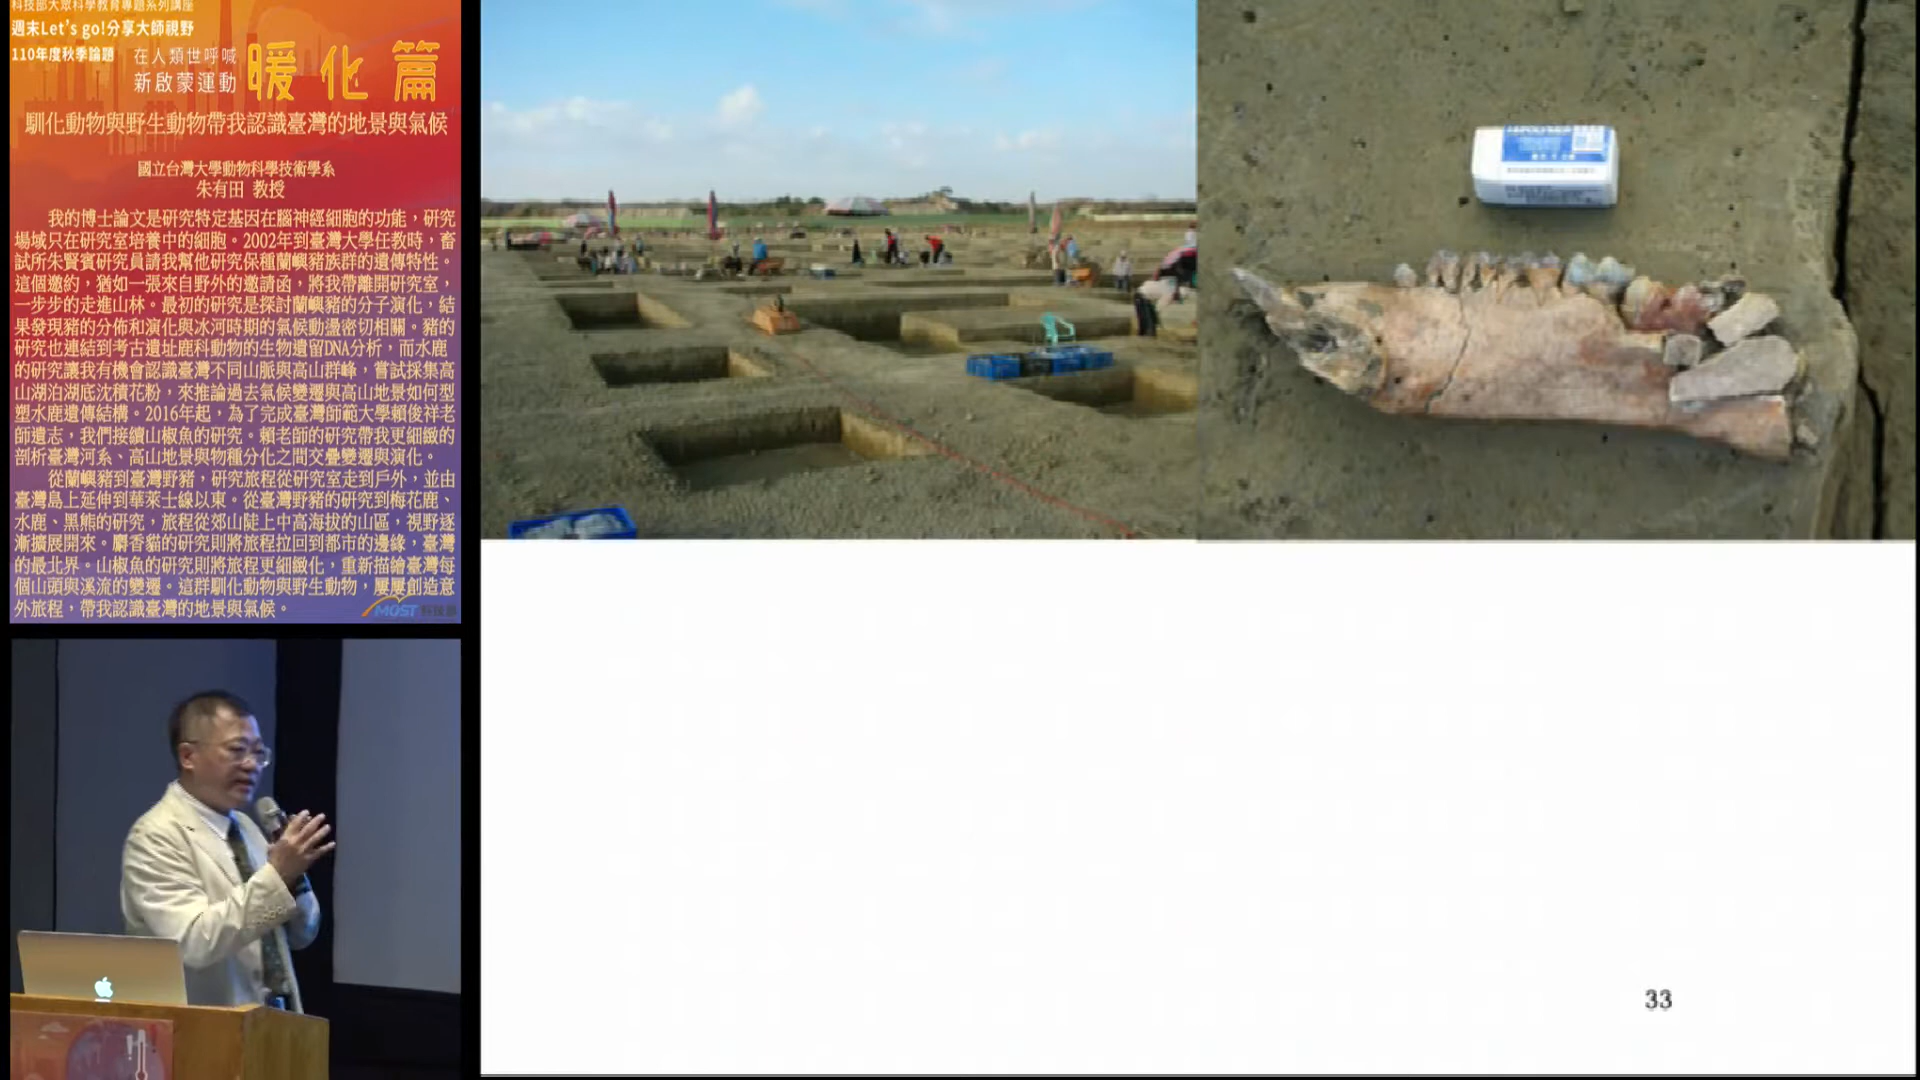 科技部大眾科學教育專題系列講座
週末Let's go!分享大師視野
110年度秋季論題
在人類世呼喊
新啟蒙運動
暖化篇
馴化動物與野生動物帶我認識臺灣的地景與氣候
國立台灣大學動物科學技術學系
朱有田 教授
我的博士論文是研究特定基因在腦神經細胞的功能，研究
場域只在研究室培養中的細胞。2002年到臺灣大學任教時，畜
試所朱賢賓研究員請我幫他研究保種蘭嶼豬族群的遺傳特性。
這個邀約，猶如一張來自野外的邀請函，將我帶離開研究室，
一步步的走進山林。最初的研究是探討蘭嶼豬的分子演化，結
果發現豬的分佈和演化與冰河時期的氣候動盪密切相關。豬的
研究也連結到考古遺址鹿科動物的生物遺留DNA分析，而水鹿
的研究讓我有機會認識臺灣不同山脈與高山群峰，嘗試採集高
山湖泊湖底沈積花粉，來推論過去氣候變遷與高山地景如何型
塑水鹿遺傳結構。2016年起，為了完成臺灣師範大學賴俊祥老
師遺志，我們接續山椒魚的研究。賴老師的研究帶我更細緻的
剖析臺灣河系、高山地景與物種分化之間交疊變遷與演化。
從蘭嶼豬到臺灣野豬，研究旅程從研究室走到戶外，並由
臺灣島上延伸到華萊士線以東。從臺灣野豬的研究到梅花鹿、
水鹿、黑熊的研究，旅程從郊山陡上中高海拔的山區，視野逐
漸擴展開來。麝香貓的研究則將旅程拉回到都市的邊緣，臺灣
的最北界。山椒魚的研究則將旅程更細緻化，重新描繪臺灣每
個山頭與溪流的變遷。這群馴化動物與野生動物，屢屢創造意
外旅程，帶我認識臺灣的地景與氣候。
MOST
33